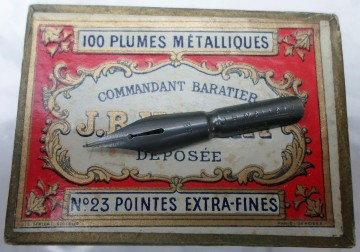 100 PLUMES MÉTALLIQUES
COMMANDANT BARATIER
J.B.
DÉPOSÉE
Nº23 POINTES EXTRA-FINES